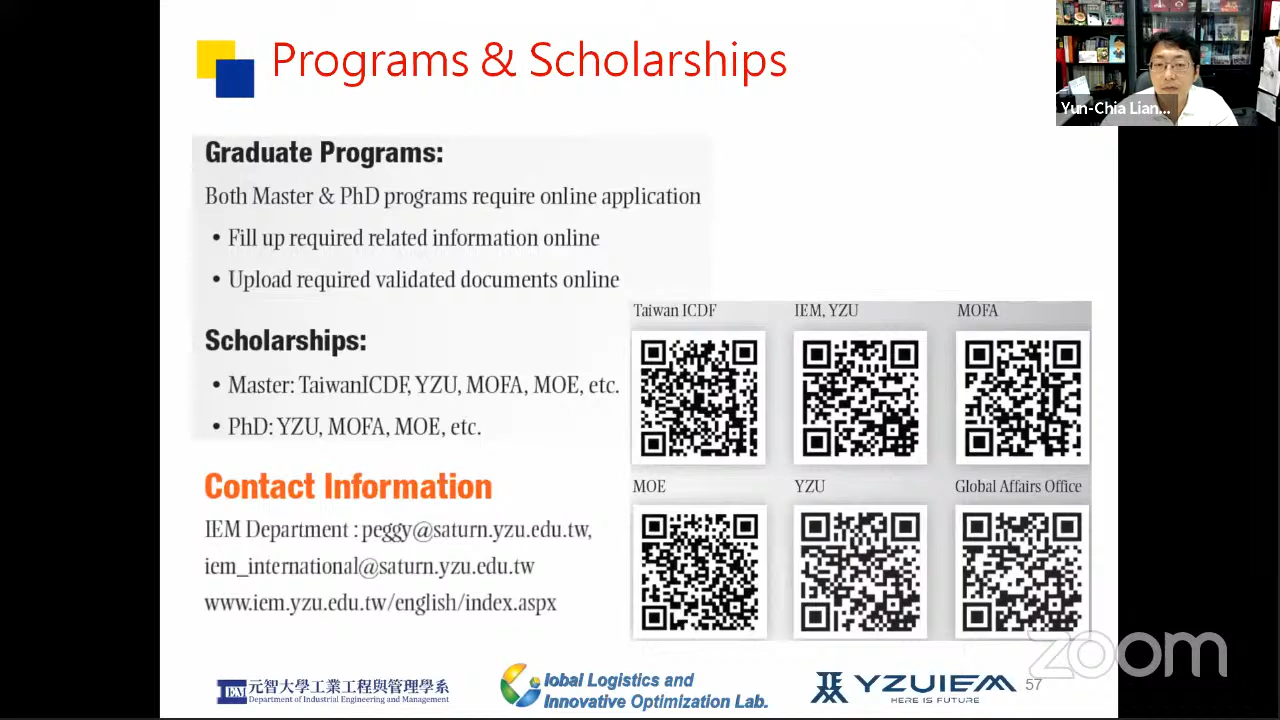 Programs & Scholarships
Yun-Chia Lian...
Graduate Programs:
Both Master & PhD programs require online application
• Fill up required related information online
• Upload required validated documents online
Scholarships:
• Master: TaiwanICDF, YZU, MOFA, MOE, etc.
• PhD: YZU, MOFA, MOE, etc.
Contact Information
IEM Department : peggy@saturn.yzu.edu.tw,
iem_international@saturn.yzu.edu.tw
www.iem.yzu.edu.tw/english/index.aspx
Taiwan ICDF
IEM, YZU
MOFA
MOE
YZU
Global Affairs Office
zoom
IEM 元智大學工業工程與管理學系
Department of Industrial Engineering and Management
Global Logistics and
Innovative Optimization Lab.
YZUIEM
HERE IS FUTURE
57